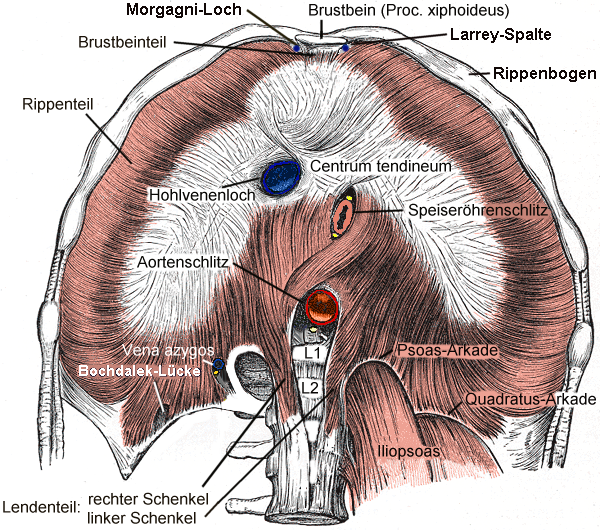 Morgagni-Loch
Brustbein (Proc. xiphoideus)
Brustbeinteil
Larrey-Spalte
Rippenbogen
Rippenteil
Centrum tendineum
Hohlvenenloch
Speiseröhrenschlitz
Aortenschlitz
Vena azygos
L1
Psoas-Arkade
Bochdalek-Lücke
L2
Quadratus-Arkade
Iliopsoas
Lendenteil: rechter Schenkel
linker Schenkel